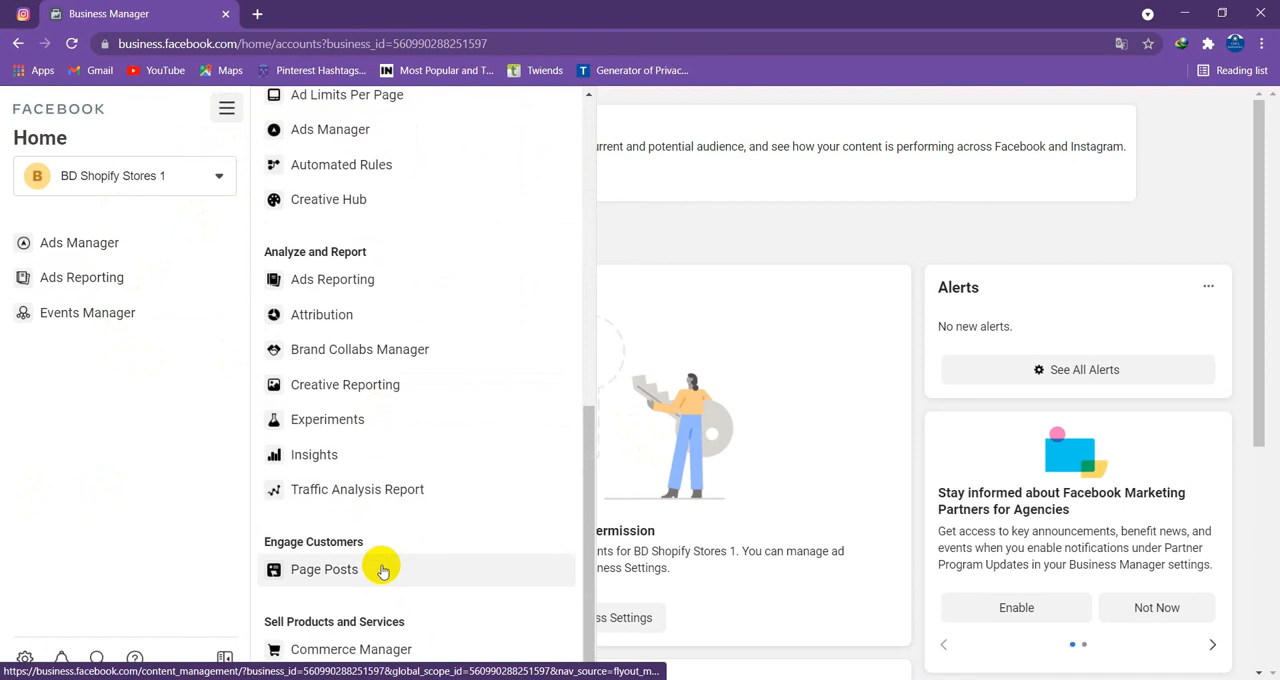 Business Manager
business.facebook.com/home/accounts?business_id=560990288251597
Apps
Gmail
YouTube
Maps
Pinterest Hashtags...
IN
Most Popular and T...
t
Twiends
T
Generator of Privac...
Reading list
FACEBOOK
Home
B
BD Shopify Stores 1
Ads Manager
Ads Reporting
Events Manager
Ad Limits Per Page
Ads Manager
Automated Rules
Creative Hub
Analyze and Report
Ads Reporting
Attribution
Brand Collabs Manager
Creative Reporting
Experiments
Insights
Traffic Analysis Report
Engage Customers
Page Posts
Sell Products and Services
Commerce Manager
urrent and potential audience, and see how your content is performing across Facebook and Instagram.
ermission
nts for BD Shopify Stores 1. You can manage ad
ness Settings.
ss Settings
Alerts
No new alerts.
See All Alerts
Stay informed about Facebook Marketing
Partners for Agencies
Get access to key announcements, benefit news, and
events when you enable notifications under Partner
Program Updates in your Business Manager settings.
Enable
Not Now
https://business.facebook.com/content_management/?business_id=560990288251597&global_scope_id=560990288251597&nav_source=flyout_m...